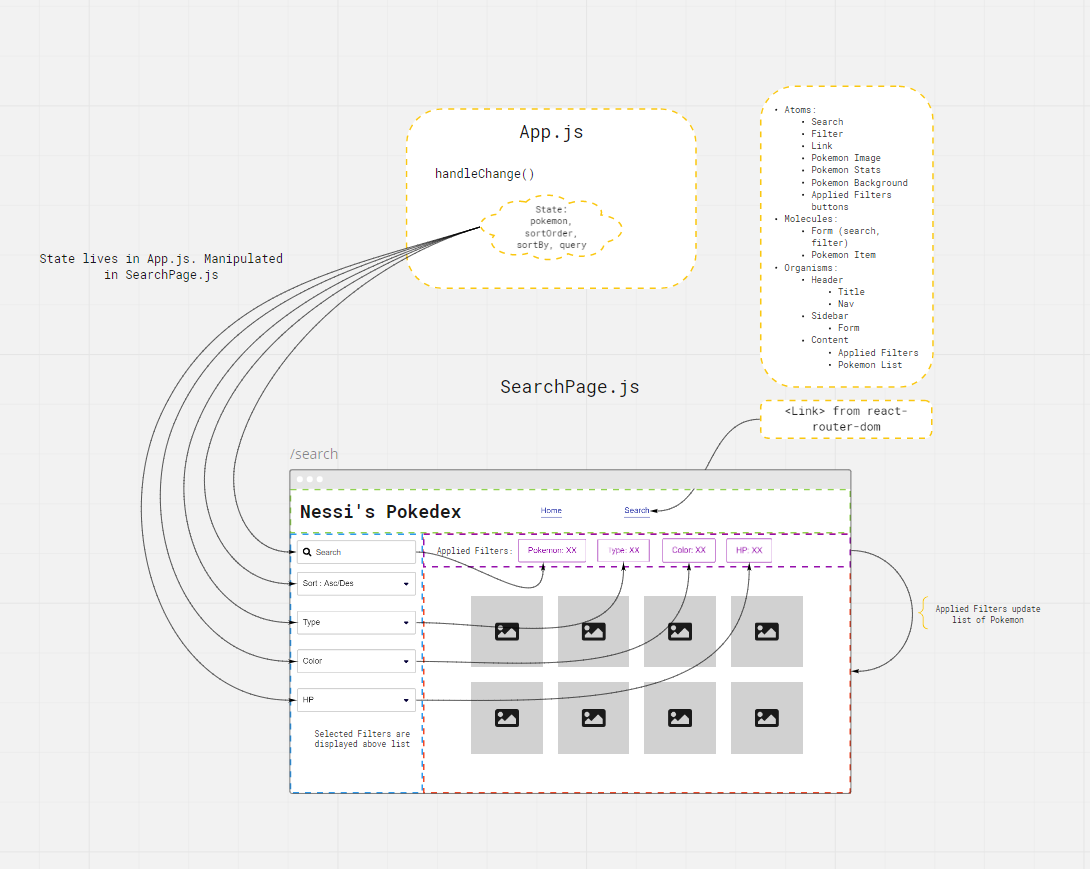 App.js
handleChange()
State:
pokemon,
sortOrder,
sortBy, query
• Atoms:
• Search
• Filter
• Link
• Pokemon Image
• Pokemon Stats
• Pokemon Background
• Applied Filters
buttons
• Molecules:
• Form (search,
filter)
• Pokemon Item
• Organisms:
• Header
• Title
• Nav
• Sidebar
• Form
• Content
• Applied Filters
• Pokemon List
State lives in App.js. Manipulated
in SearchPage.js
SearchPage.js
<Link> from react-
router-dom
/search
Nessi's Pokedex
Home
Search
Search
Sort : Asc/Des
Type
Color
HP
Selected Filters are
displayed above list
Applied Filters:
Pokemon: XX
Type: XX
Color: XX
HP: XX
Applied Filters update
list of Pokemon